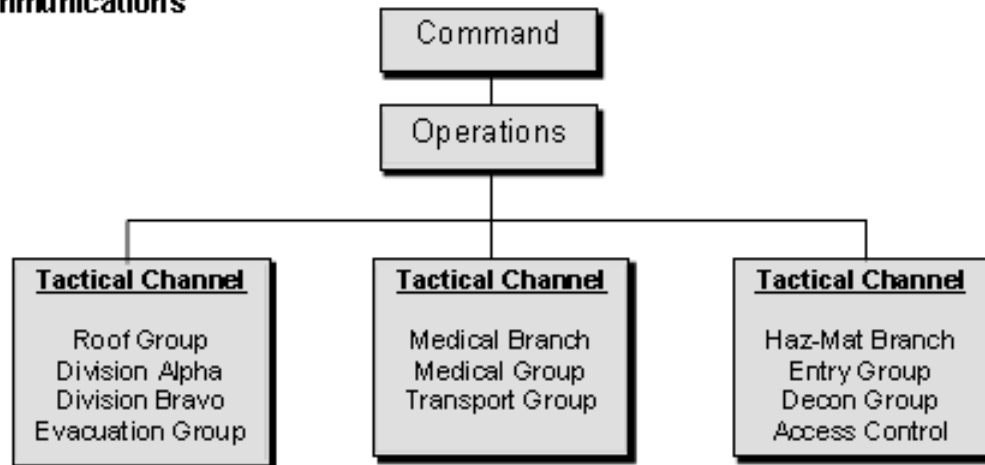 Command
Operations
Tactical Channel
Roof Group
Division Alpha
Division Bravo
Evacuation Group
Tactical Channel
Medical Branch
Medical Group
Transport Group
Tactical Channel
Haz-Mat Branch
Entry Group
Decon Group
Access Control